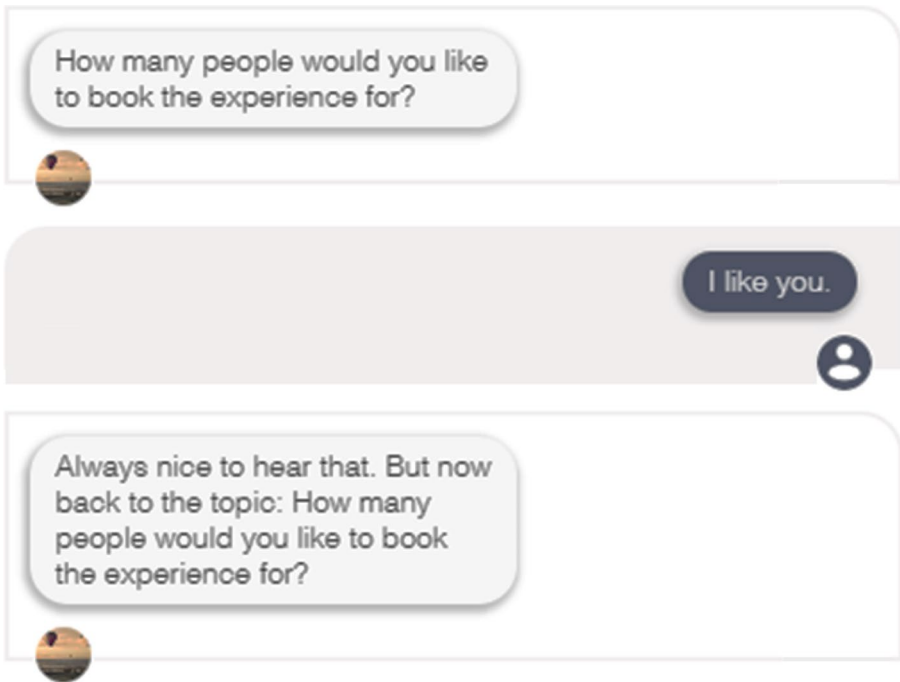 How many people would you like
to book the experience for?
I like you.
Always nice to hear that. But now
back to the topic: How many
people would you like to book
the experience for?